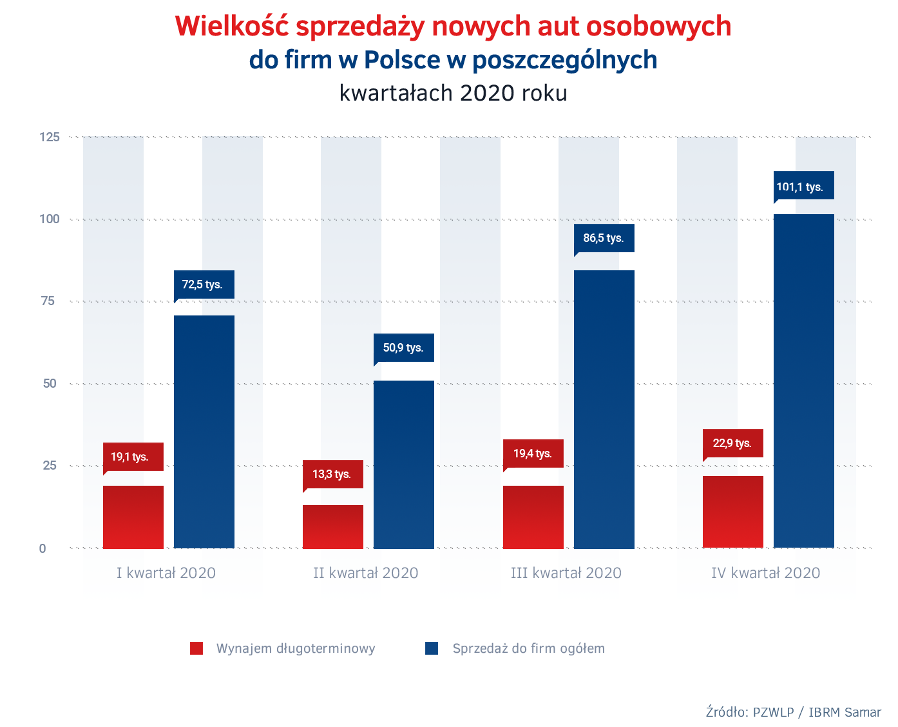 Wielkość sprzedaży nowych aut osobowych
do firm w Polsce w poszczególnych
kwartałach 2020 roku
125
100
75
50
25
0
19,1 tys.
72,5 tys.
13,3 tys.
50,9 tys.
19,4 tys.
86,5 tys.
22,9 tys.
101,1 tys.
I kwartał 2020
II kwartał 2020
III kwartał 2020
IV kwartał 2020
Wynajem długoterminowy
Sprzedaż do firm ogółem
Źródło: PZWLP / IBRM Samar